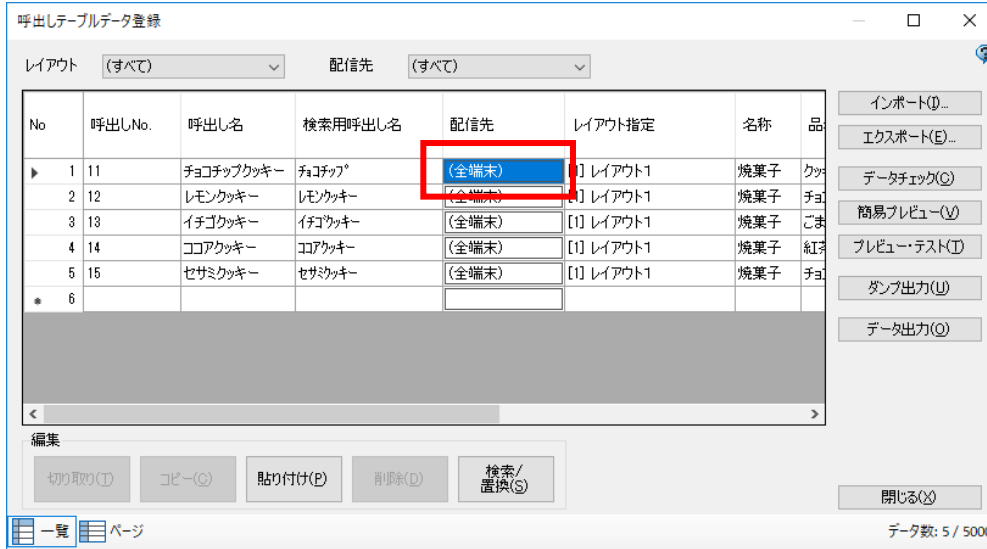 呼出しテーブルデータ登録
レイアウト (すべて) 配信先 (すべて)
No 呼出しNo. 呼出し名 検索用呼出し名 配信先 レイアウト指定 名称
1 11 チョコチップクッキー ﾁｮｺﾁｯﾌﾟ (全端末) [1] レイアウト1 焼菓子
2 12 レモンクッキー ﾚﾓﾝｸｯｷｰ (全端末) [1] レイアウト1 焼菓子
3 13 イチゴクッキー ｲﾁｺﾞｸｯｷｰ (全端末) [1] レイアウト1 焼菓子 ごま
4 14 ココアクッキー ｺｺｱｸｯｷｰ (全端末) [1] レイアウト1 焼菓子 紅茶
5 15 セサミクッキー ｾｻﾐｸｯｷｰ (全端末) [1] レイアウト1 焼菓子
6
インポート(I)...
エクスポート(E)...
データチェック(C)
簡易プレビュー(V)
プレビュー・テスト(T)
ダンプ出力(U)
データ出力(O)
編集
切り取り(T) コピー(C) 貼り付け(P) 削除(D) 検索/
置換(S)
閉じる(X)
一覧 ページ データ数: 5 / 5000